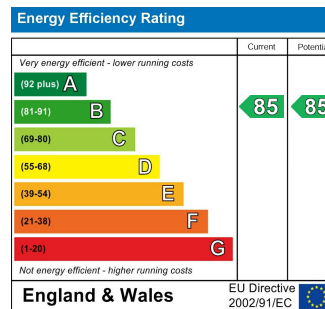 Energy Efficiency Rating
Current Potentia
Very energy efficient - lower running costs
(92 plus) A
(81-91) B
85 85
(69-80) C
(55-68) D
(39-54) E
(21-38) F
(1-20) G
Not energy efficient - higher running costs
England & Wales
EU Directive
2002/91/EC